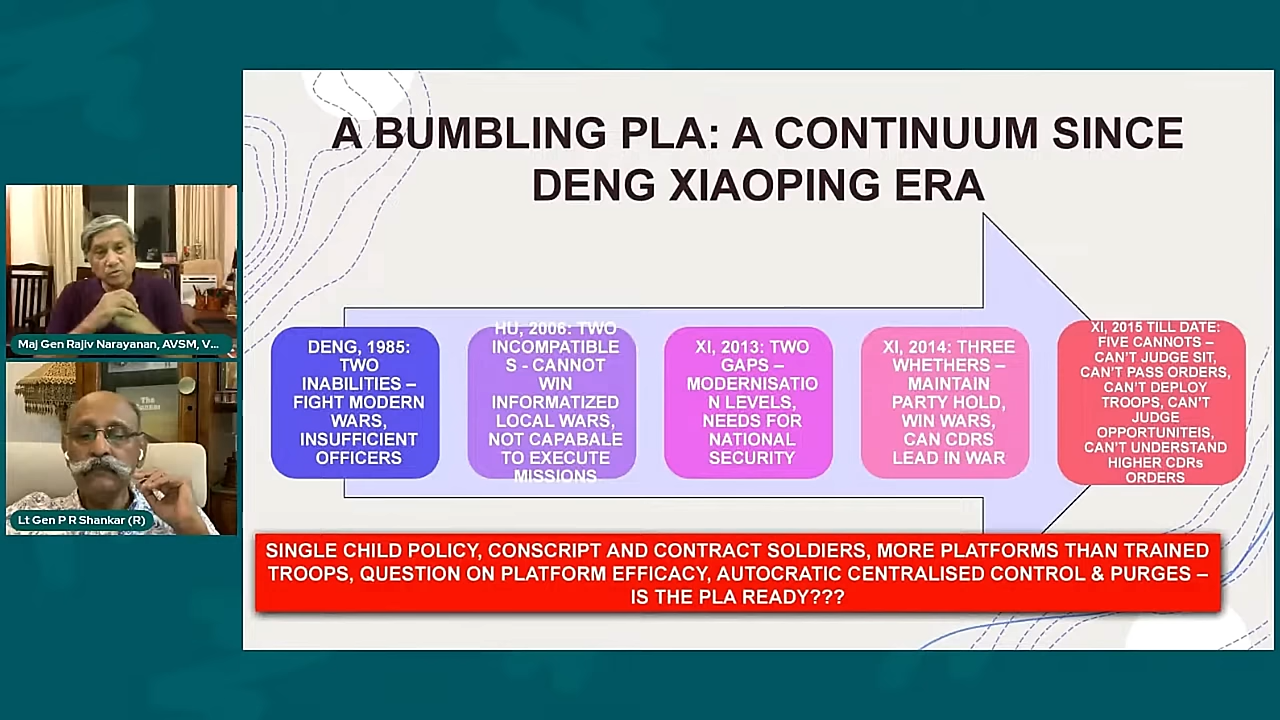 A BUMBLING PLA: A CONTINUUM SINCE
DENG XIAOPING ERA
DENG, 1985:
TWO
INABILITIES –
FIGHT MODERN
WARS,
INSUFFICIENT
OFFICERS
HU, 2006: TWO
INCOMPATIBLE
S - CANNOT
WIN
INFORMATIZED
LOCAL WARS,
NOT CAPABALE
TO EXECUTE
MISSIONS
XI, 2013: TWO
GAPS –
MODERNISATIO
N LEVELS,
NEEDS FOR
NATIONAL
SECURITY
XI, 2014: THREE
WHETHERS –
MAINTAIN
PARTY HOLD,
WIN WARS,
CAN CDRS
LEAD IN WAR
XI, 2015 TILL DATE:
FIVE CANNOTS –
CAN'T JUDGE SIT,
CAN'T PASS ORDERS,
CAN'T DEPLOY
TROOPS, CAN'T
JUDGE
OPPORTUNITEIS,
CAN'T UNDERSTAND
HIGHER CDRs
ORDERS
SINGLE CHILD POLICY, CONSCRIPT AND CONTRACT SOLDIERS, MORE PLATFORMS THAN TRAINED
TROOPS, QUESTION ON PLATFORM EFFICACY, AUTOCRATIC CENTRALISED CONTROL & PURGES –
IS THE PLA READY???
Maj Gen Rajiv Narayanan, AVSM, V...
The
Lt Gen P R Shankar (R)